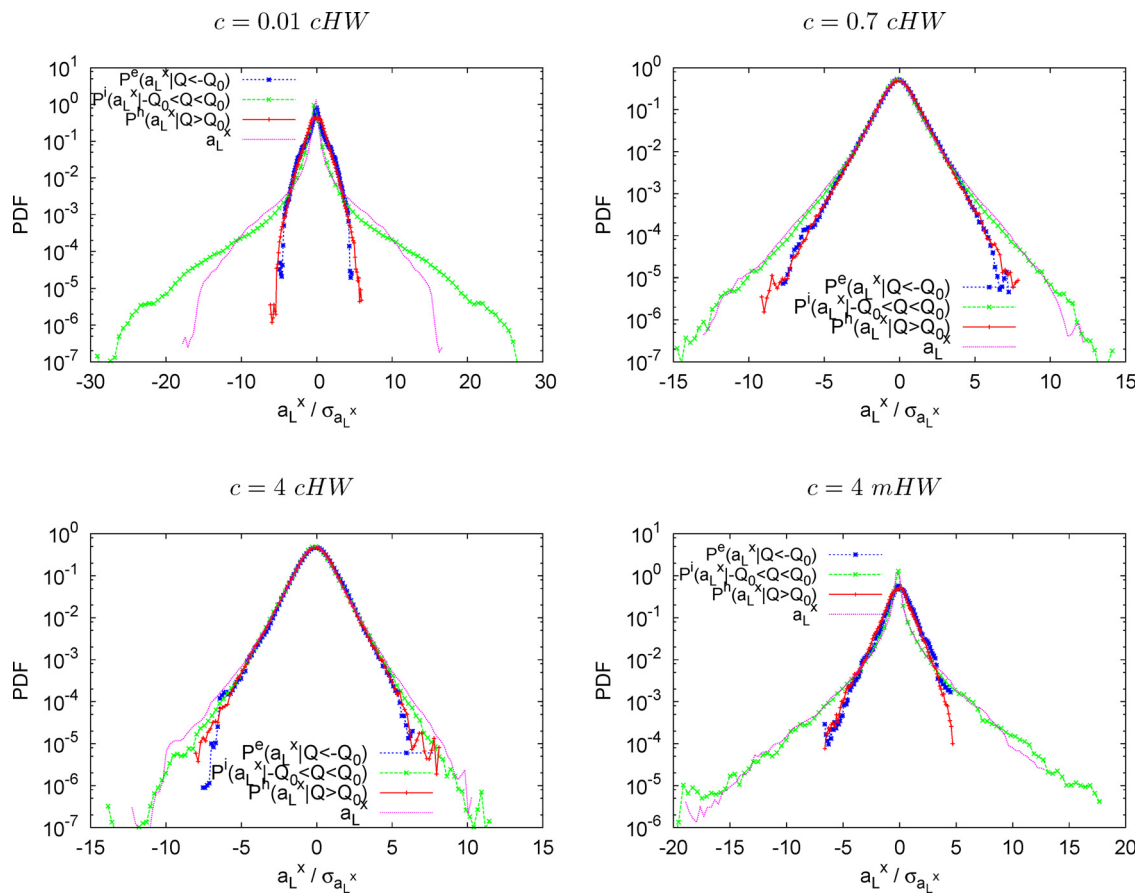 c = 0.01 cHW
PDF
10^1
10^0
10^-1
10^-2
10^-3
10^-4
10^-5
10^-6
10^-7
-30 -20 -10 0 10 20 30
P^e(a_L^x|Q<-Q_0)
P^i(a_L^x|-Q_0<Q<Q_0)
P^h(a_L^x|Q>Q_0)
a_L^x
a_L^x / σ_{a_L^x}
c = 0.7 cHW
PDF
10^0
10^-1
10^-2
10^-3
10^-4
10^-5
10^-6
10^-7
-15 -10 -5 0 5 10 15
P^e(a_L^x|Q<-Q_0)
P^i(a_L^x|-Q_0<Q<Q_0)
P^h(a_L^x|Q>Q_0)
a_L^x
a_L^x / σ_{a_L^x}
c = 4 cHW
PDF
10^0
10^-1
10^-2
10^-3
10^-4
10^-5
10^-6
10^-7
-15 -10 -5 0 5 10 15
P^e(a_L^x|Q<-Q_0)
P^i(a_L^x|-Q_0<Q<Q_0)
P^h(a_L^x|Q>Q_0)
a_L^x
a_L^x / σ_{a_L^x}
c = 4 mHW
PDF
10^1
10^0
10^-1
10^-2
10^-3
10^-4
10^-5
10^-6
10^-7
-20 -15 -10 -5 0 5 10 15 20
P^e(a_L^x|Q<-Q_0)
P^i(a_L^x|-Q_0<Q<Q_0)
P^h(a_L^x|Q>Q_0)
a_L^x
a_L^x / σ_{a_L^x}